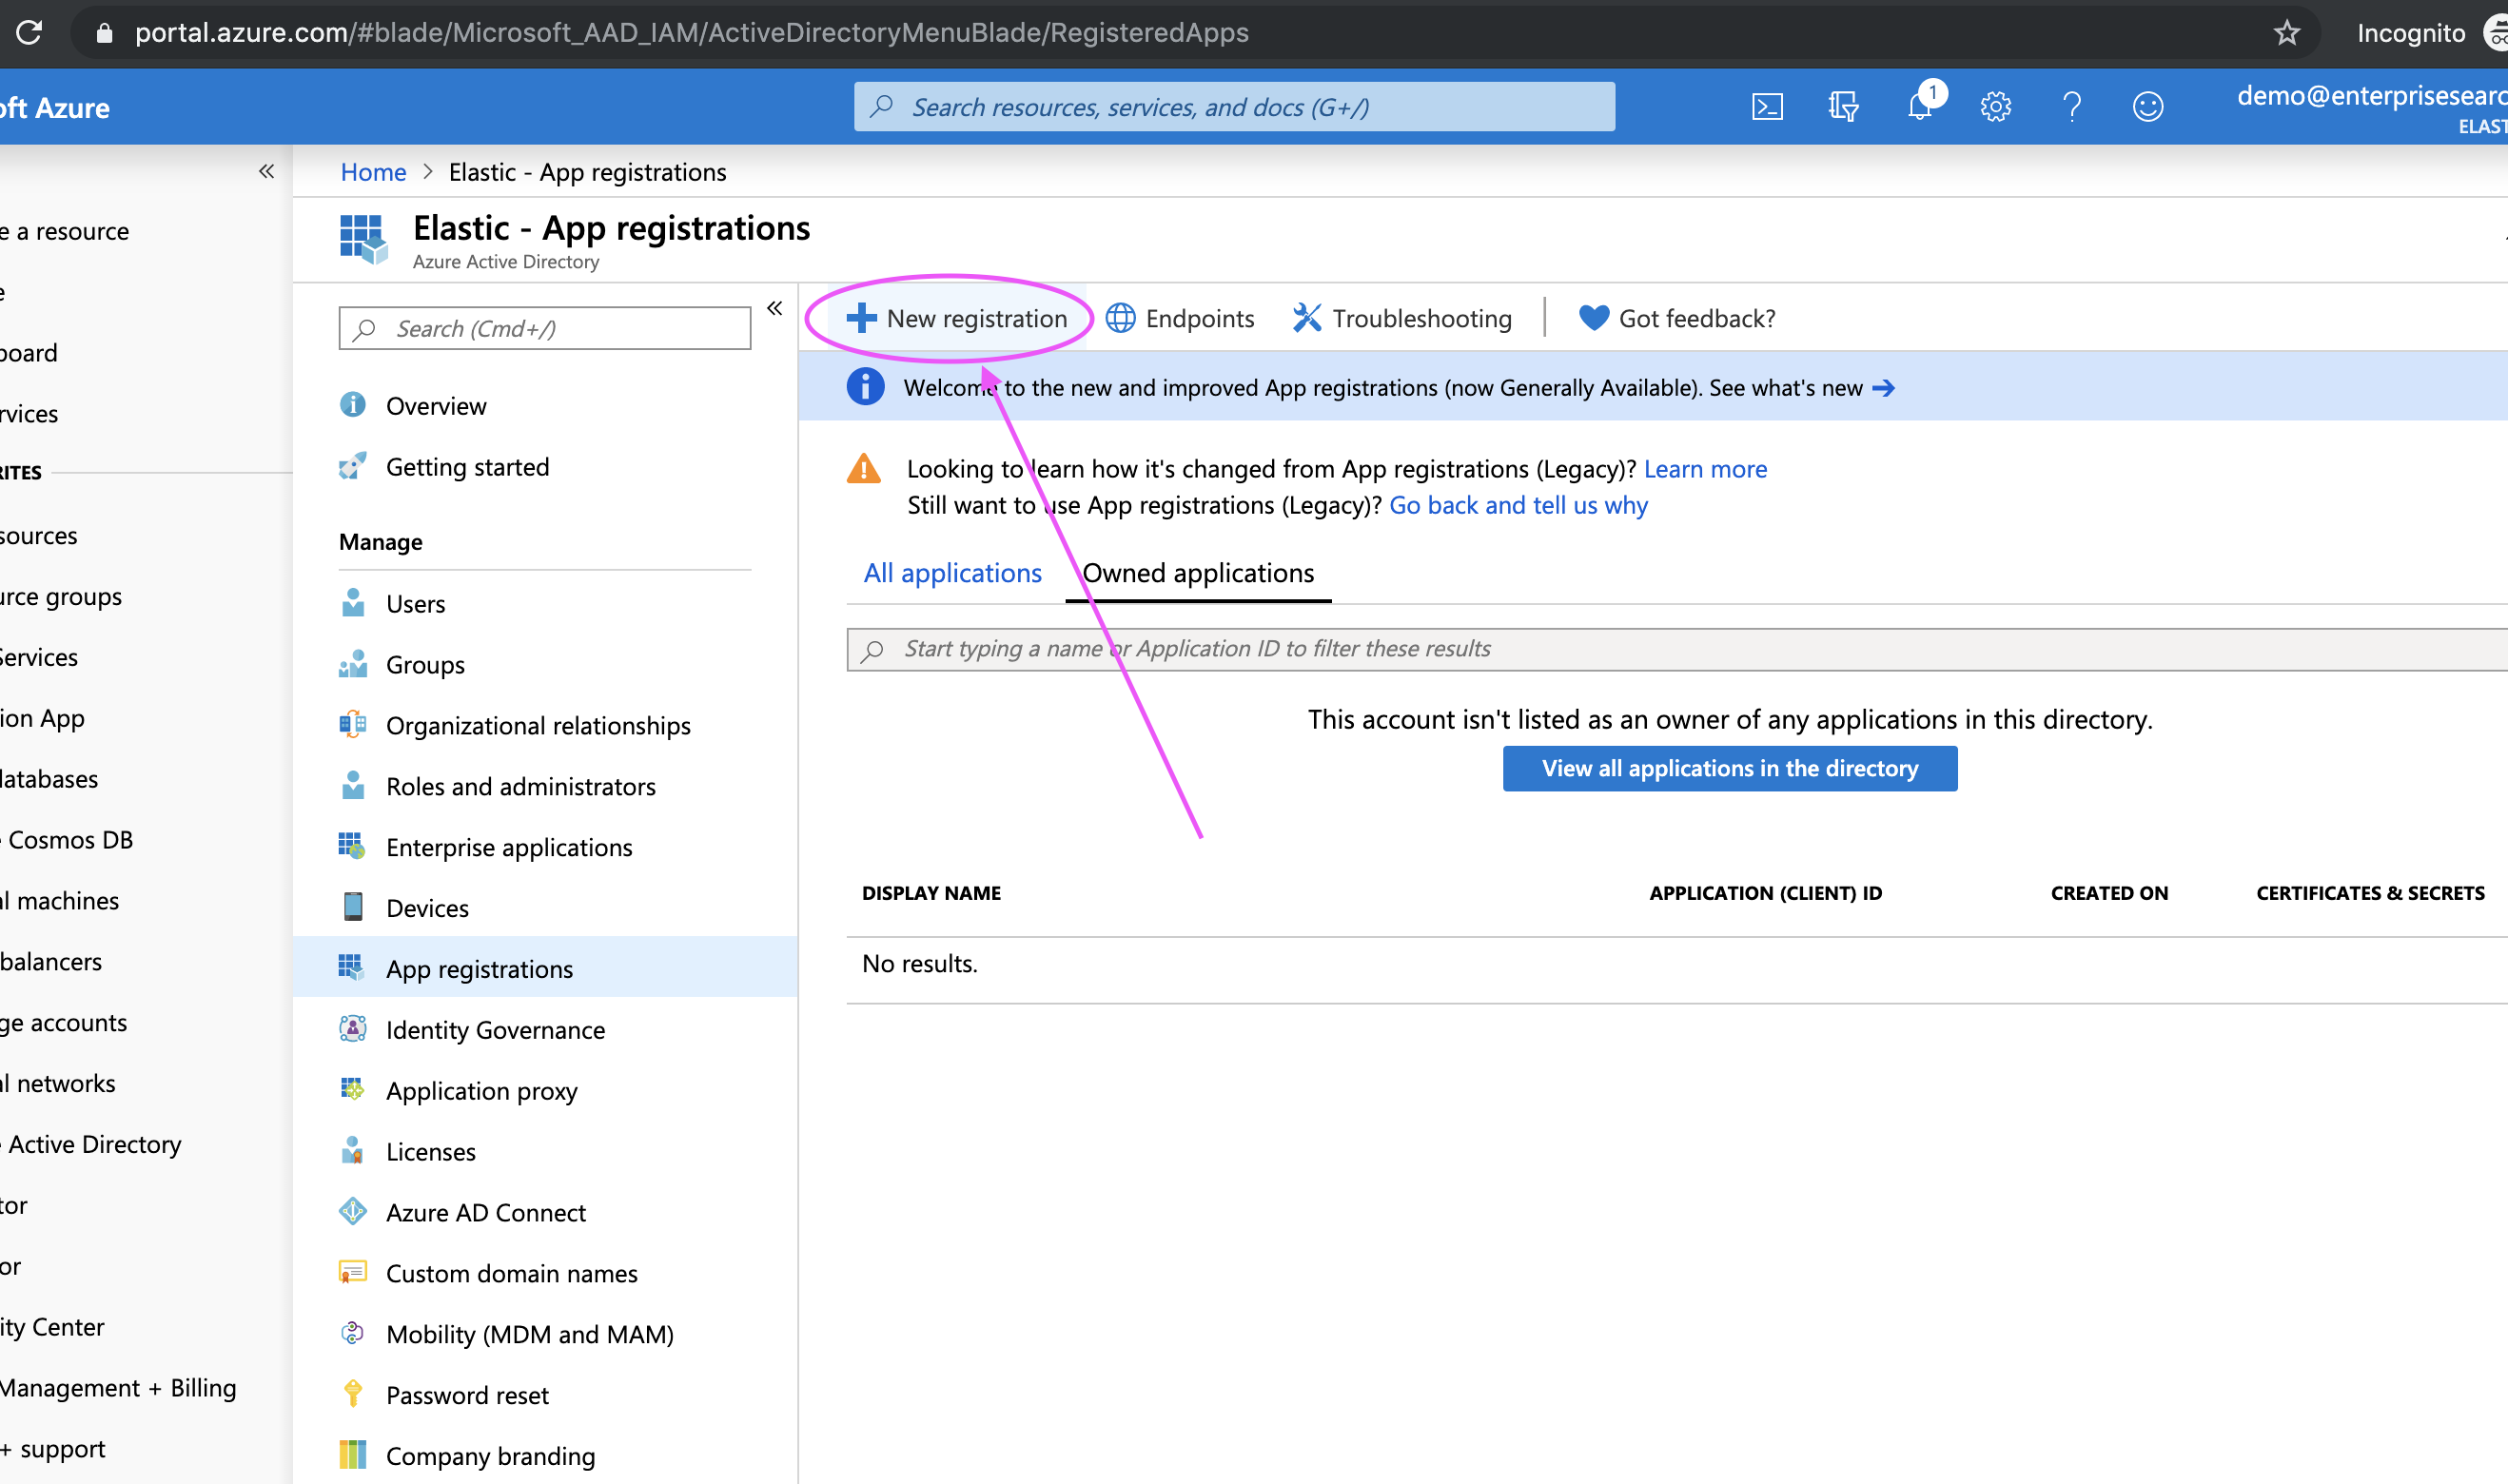 portal.azure.com/#blade/Microsoft_AAD_IAM/ActiveDirectoryMenuBlade/RegisteredApps
Incognito
oft Azure
Search resources, services, and docs (G+/)
1
demo@enterprisesearc
ELAST
Home > Elastic - App registrations
Elastic - App registrations
Azure Active Directory
e a resource
e
board
rvices
RITES
sources
urce groups
Services
ion App
databases
e Cosmos DB
al machines
balancers
ge accounts
al networks
e Active Directory
tor
or
ity Center
Management + Billing
+ support
Search (Cmd+/)
Overview
Getting started
Manage
Users
Groups
Organizational relationships
Roles and administrators
Enterprise applications
Devices
App registrations
Identity Governance
Application proxy
Licenses
Azure AD Connect
Custom domain names
Mobility (MDM and MAM)
Password reset
Company branding
New registration
Endpoints
Troubleshooting
Got feedback?
Welcome to the new and improved App registrations (now Generally Available). See what's new
Looking to learn how it's changed from App registrations (Legacy)? Learn more
Still want to use App registrations (Legacy)? Go back and tell us why
All applications
Owned applications
Start typing a name or Application ID to filter these results
This account isn't listed as an owner of any applications in this directory.
View all applications in the directory
DISPLAY NAME
APPLICATION (CLIENT) ID
CREATED ON
CERTIFICATES & SECRETS
No results.